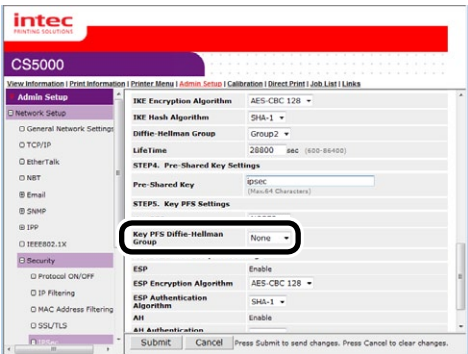 intec
PRINTING SOLUTIONS
CS5000
View Information | Print Information | Printer Menu | Admin Setup | Calibration | Direct Print | Job List | Links
Admin Setup
Network Setup
General Network Settings
TCP/IP
EtherTalk
NBT
Email
SNMP
IPP
IEEE802.1X
Security
Protocol ON/OFF
IP Filtering
MAC Address Filtering
SSL/TLS
IPSec
IKE Encryption Algorithm AES-CBC 128
IKE Hash Algorithm SHA-1
Diffie-Hellman Group Group2
LifeTime 28800 sec (600-86400)
STEP4. Pre-Shared Key Settings
Pre-Shared Key ipsec
(Max.64 Characters)
STEP5. Key PFS Settings
Key PFS Diffie-Hellman
Group None
ESP Enable
ESP Encryption Algorithm AES-CBC 128
ESP Authentication
Algorithm SHA-1
AH Enable
AH Authentication
Submit Cancel Press Submit to send changes. Press Cancel to clear changes.